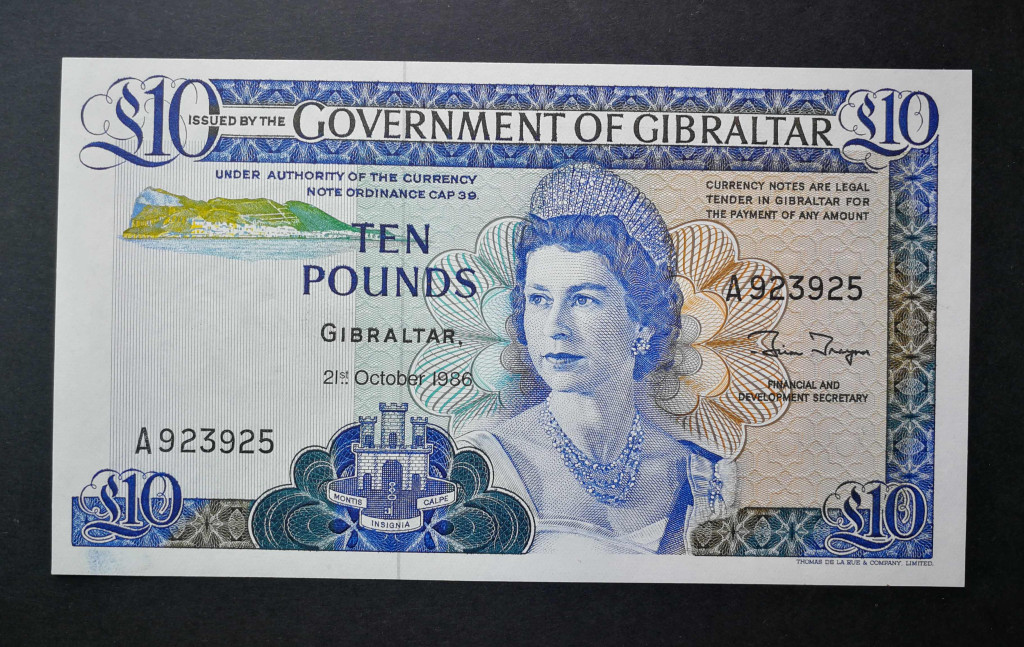 £10 ISSUED BY THE GOVERNMENT OF GIBRALTAR £10
UNDER AUTHORITY OF THE CURRENCY
NOTE ORDINANCE CAP 39.
CURRENCY NOTES ARE LEGAL
TENDER IN GIBRALTAR FOR
THE PAYMENT OF ANY AMOUNT
TEN
POUNDS
A923925
GIBRALTAR,
21st October 1986
FINANCIAL AND
DEVELOPMENT SECRETARY
A923925
MONTIS CALPE
INSIGNIA
£10 £10
THOMAS DE LA RUE & COMPANY, LIMITED.